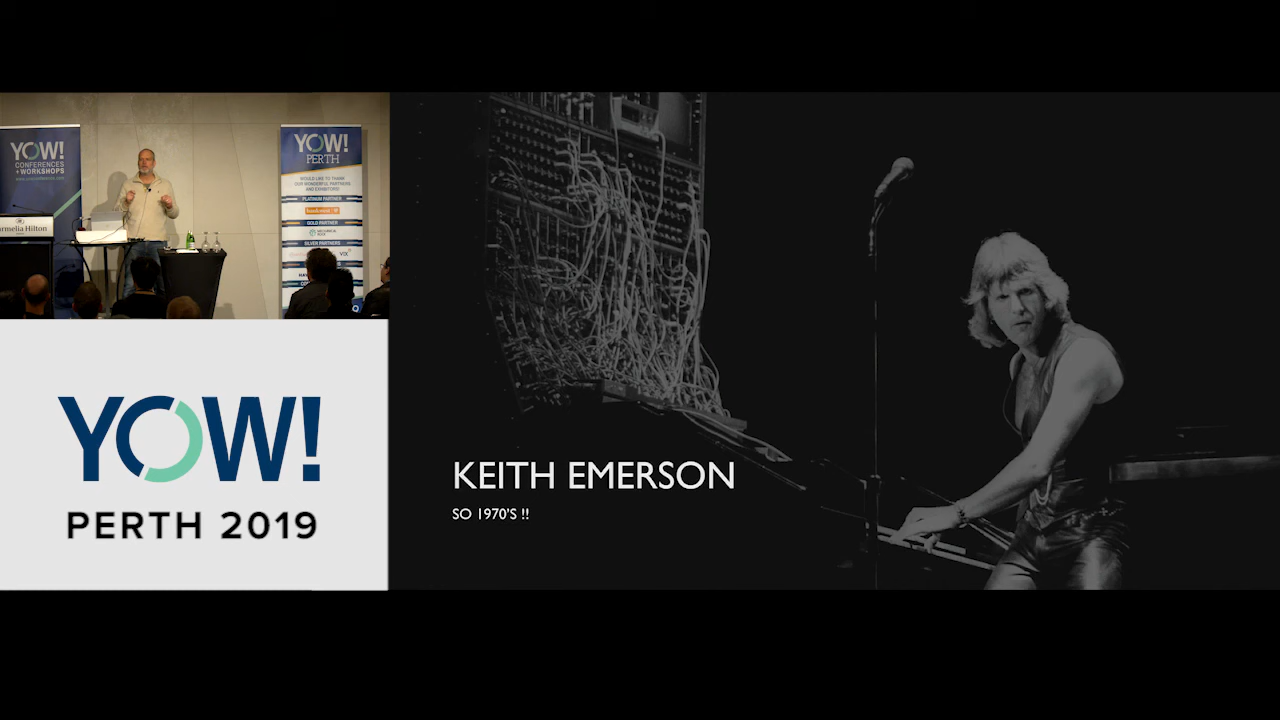 YOW!
CONFERENCES
+ WORKSHOPS
rmelia Hilton
YOW!
PERTH
WOULD LIKE TO THANK
OUR WONDERFUL PARTNERS
AND EXHIBITORS!
PLATINUM PARTNER
GOLD PARTNER
SILVER PARTNERS
VIX
YOW!
PERTH 2019
KEITH EMERSON
SO 1970'S !!